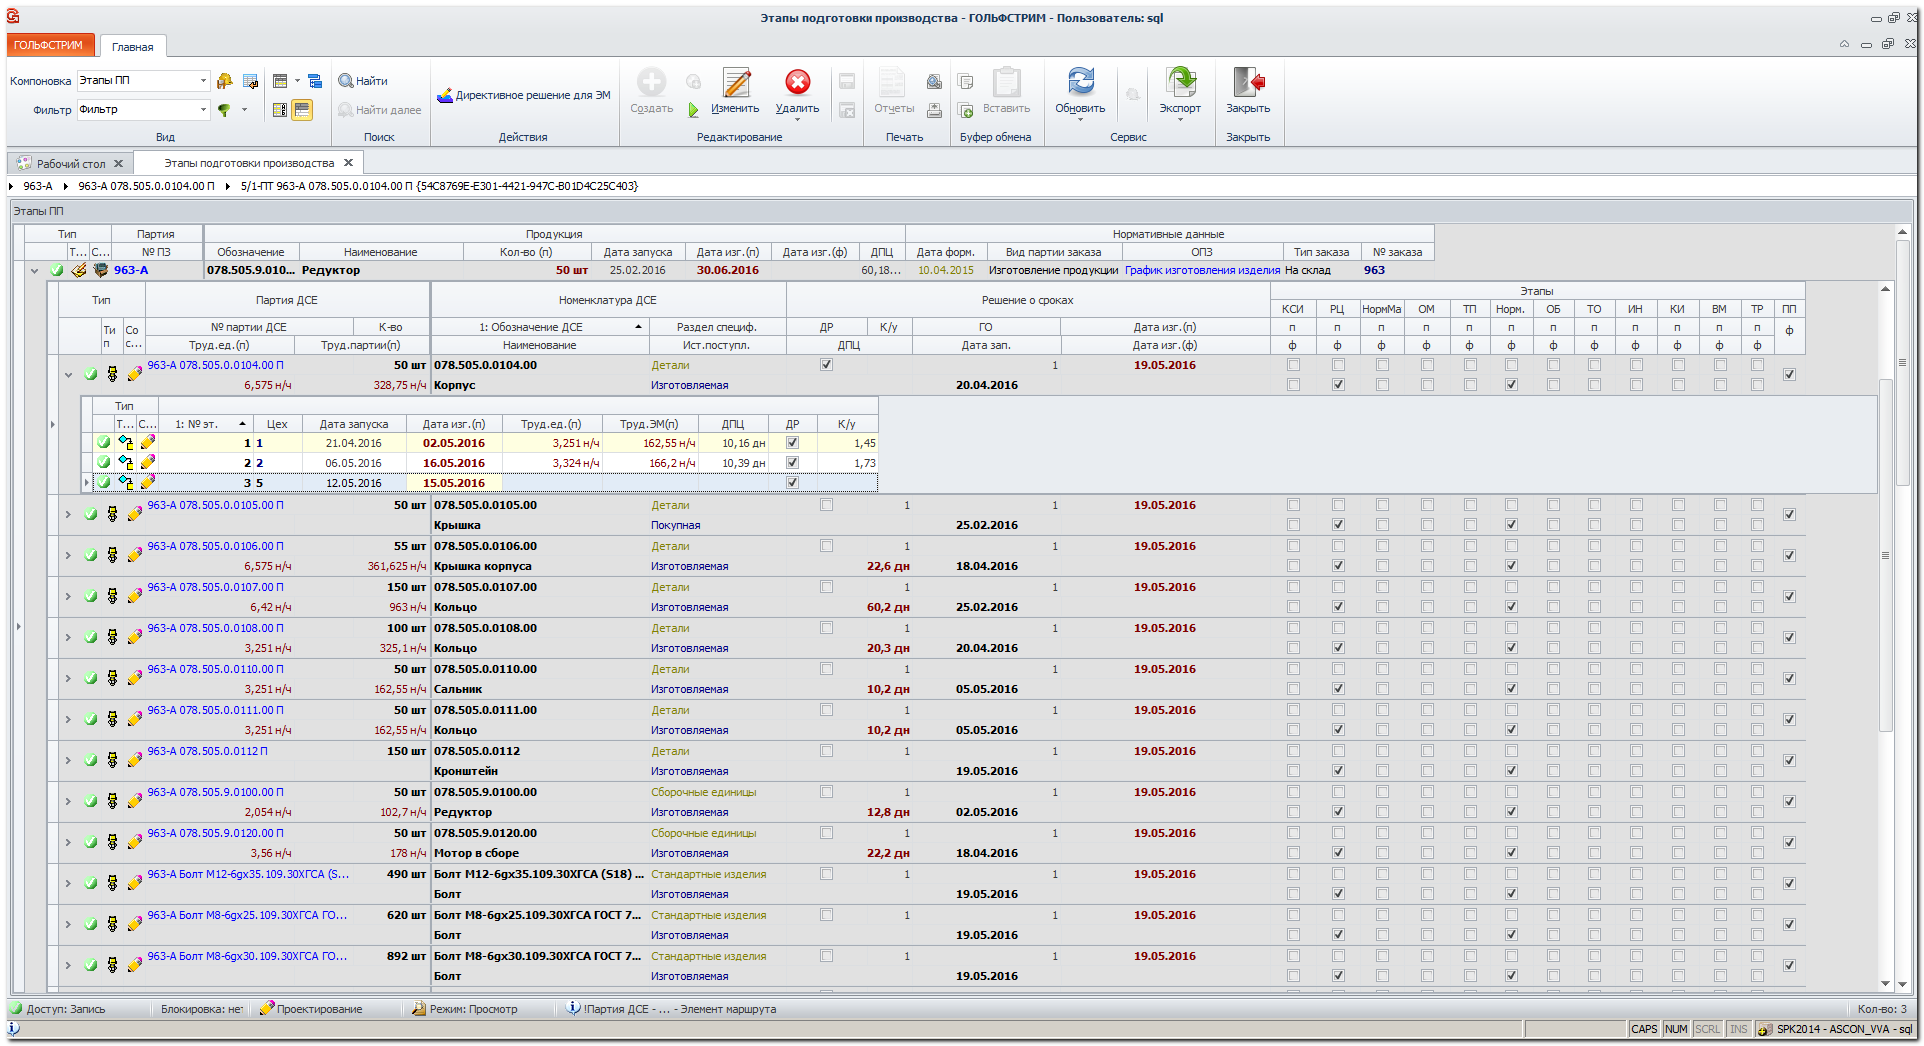 Этапы подготовки производства - ГОЛЬФСТРИМ - Пользователь: sql
ГОЛЬФСТРИМ Главная
Компоновка Этапы ПП
Фильтр Фильтр
Вид
Найти
Найти далее
Поиск
Директивное решение для ЭМ
Действия
Создать Изменить Удалить
Редактирование
Отчеты
Печать
Вставить
Буфер обмена
Обновить Экспорт
Сервис
Закрыть
Закрыть
Рабочий стол Этапы подготовки производства
963-А 963-А 078.505.0.0104.00 П 5/1-ПТ 963-А 078.505.0.0104.00 П {54C8769E-E301-4421-947C-B01D4C25C403}
Этапы ПП
Тип Партия Продукция Нормативные данные
Т... С... № ПЗ Обозначение Наименование Кол-во (п) Дата запуска Дата изг.(п) Дата изг.(ф) ДПЦ Дата форм. Вид партии заказа ОПЗ Тип заказа № заказа
963-А 078.505.9.010... Редуктор 50 шт 25.02.2016 30.06.2016 60,18... 10.04.2015 Изготовление продукции График изготовления изделия На склад 963
Тип Партия ДСЕ Номенклатура ДСЕ Решение о сроках Этапы
КСИ РЦ НормМа ОМ ТП Норм. ОБ ТО ИН КИ ВМ ТР ПП
Ти п Со с... № партии ДСЕ К-во 1: Обозначение ДСЕ Раздел специф. ДР К/у ГО Дата изг.(п) п п п п п п п п п п п п ф
Труд.ед.(п) Труд.партии(п) Наименование Ист.поступл. ДПЦ Дата зап. Дата изг.(ф) ф ф ф ф ф ф ф ф ф ф ф ф
963-А 078.505.0.0104.00 П 50 шт 078.505.0.0104.00 Детали 1 19.05.2016
6,575 н/ч 328,75 н/ч Корпус Изготовляемая 20.04.2016
Тип
Т... С... 1: № эт. Цех Дата запуска Дата изг.(п) Труд.ед.(п) Труд.ЭМ(п) ДПЦ ДР К/у
1 1 21.04.2016 02.05.2016 3,251 н/ч 162,55 н/ч 10,16 дн 1,45
2 2 06.05.2016 16.05.2016 3,324 н/ч 166,2 н/ч 10,39 дн 1,73
3 5 12.05.2016 15.05.2016
963-А 078.505.0.0105.00 П 50 шт 078.505.0.0105.00 Детали 1 1 19.05.2016
Крышка Покупная 25.02.2016
963-А 078.505.0.0106.00 П 55 шт 078.505.0.0106.00 Детали 1 1 19.05.2016
6,575 н/ч 361,625 н/ч Крышка корпуса Изготовляемая 22,6 дн 18.04.2016
963-А 078.505.0.0107.00 П 150 шт 078.505.0.0107.00 Детали 1 1 19.05.2016
6,42 н/ч 963 н/ч Кольцо Изготовляемая 60,2 дн 25.02.2016
963-А 078.505.0.0108.00 П 100 шт 078.505.0.0108.00 Детали 1 1 19.05.2016
3,251 н/ч 325,1 н/ч Кольцо Изготовляемая 20,3 дн 20.04.2016
963-А 078.505.0.0110.00 П 50 шт 078.505.0.0110.00 Детали 1 1 19.05.2016
3,251 н/ч 162,55 н/ч Сальник Изготовляемая 10,2 дн 05.05.2016
963-А 078.505.0.0111.00 П 50 шт 078.505.0.0111.00 Детали 1 1 19.05.2016
3,251 н/ч 162,55 н/ч Кольцо Изготовляемая 10,2 дн 05.05.2016
963-А 078.505.0.0112 П 150 шт 078.505.0.0112 Детали 1 1 19.05.2016
Кронштейн Изготовляемая 19.05.2016
963-А 078.505.9.0100.00 П 50 шт 078.505.9.0100.00 Сборочные единицы 1 1 19.05.2016
2,054 н/ч 102,7 н/ч Редуктор Изготовляемая 12,8 дн 02.05.2016
963-А 078.505.9.0120.00 П 50 шт 078.505.9.0120.00 Сборочные единицы 1 1 19.05.2016
3,56 н/ч 178 н/ч Мотор в сборе Изготовляемая 22,2 дн 18.04.2016
963-А Болт М12-6gx35.109.30ХГСА (S... 490 шт Болт М12-6gx35.109.30ХГСА (S18) ... Стандартные изделия 1 1 19.05.2016
Болт Изготовляемая 19.05.2016
963-А Болт М8-6gx25.109.30ХГСА ГО... 620 шт Болт М8-6gx25.109.30ХГСА ГОСТ 7... Стандартные изделия 1 1 19.05.2016
Болт Изготовляемая 19.05.2016
963-А Болт М8-6gx30.109.30ХГСА ГО... 892 шт Болт М8-6gx30.109.30ХГСА ГОСТ 7... Стандартные изделия 1 1 19.05.2016
Болт Изготовляемая 19.05.2016
Доступ: Запись Блокировка: нет Проектирование Режим: Просмотр !Партия ДСЕ - ... - Элемент маршрута Кол-во: 3
CAPS NUM SCRL INS SPK2014 - ASCON_VVA - sql